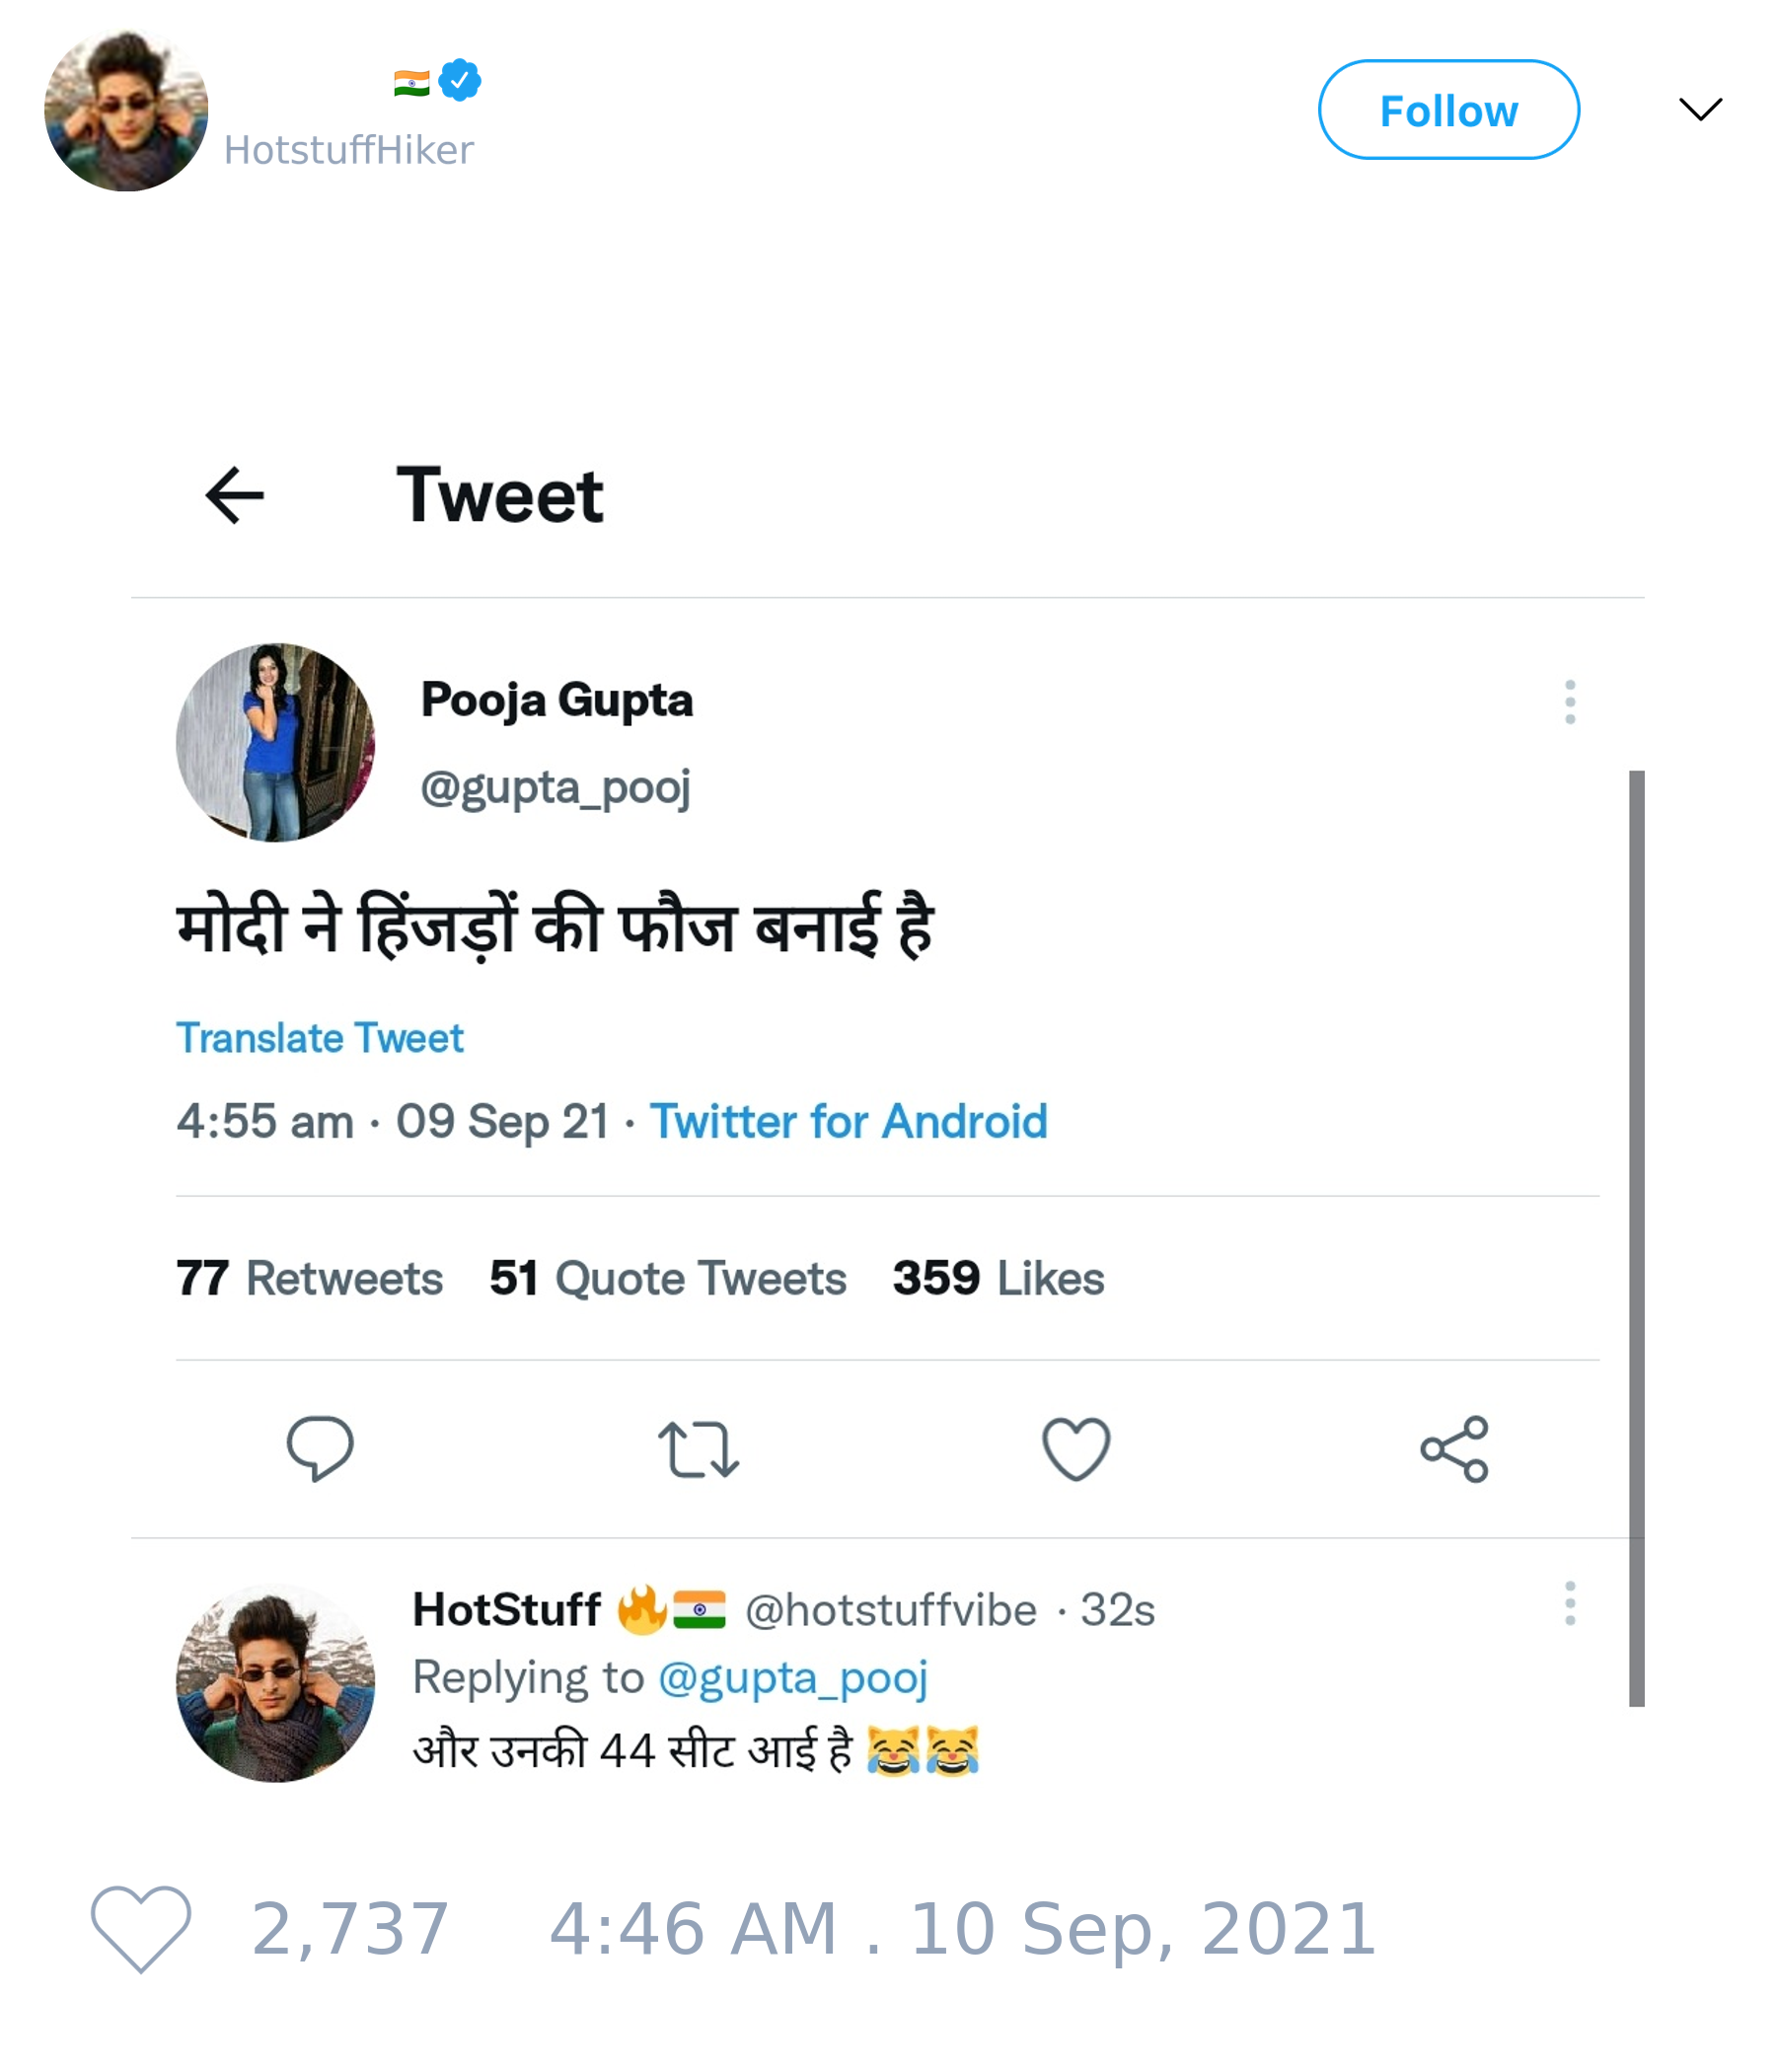 🇮🇳
HotstuffHiker
Follow
Tweet
Pooja Gupta
@gupta_pooj
मोदी ने हिंजड़ों की फौज बनाई है
Translate Tweet
4:55 am · 09 Sep 21 · Twitter for Android
77 Retweets 51 Quote Tweets 359 Likes
HotStuff 🔥🇮🇳 @hotstuffvibe · 32s
Replying to @gupta_pooj
और उनकी 44 सीट आई है 😹😹
2,737 4:46 AM . 10 Sep, 2021